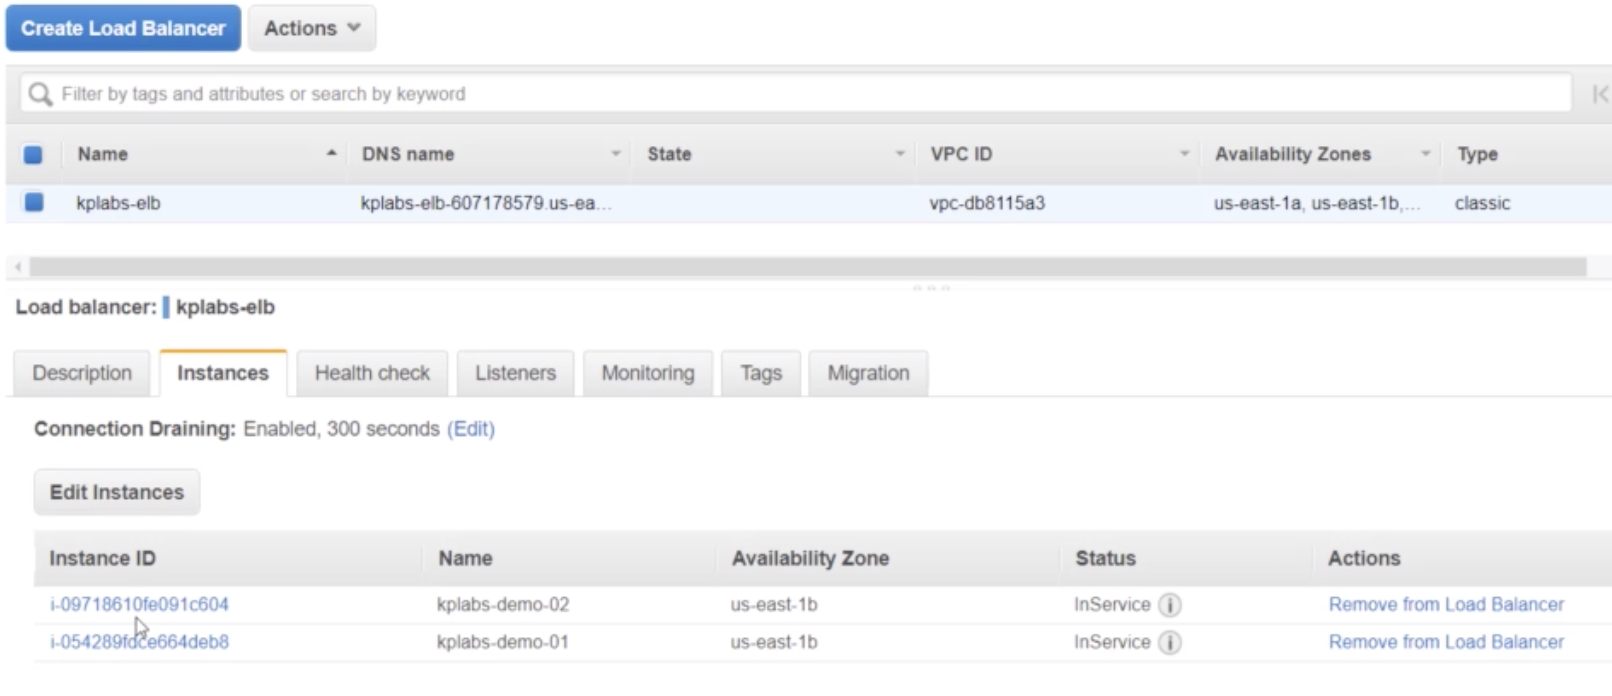 Create Load Balancer Actions
Filter by tags and attributes or search by keyword
Name DNS name State VPC ID Availability Zones Type
kplabs-elb kplabs-elb-607178579.us-ea... vpc-db8115a3 us-east-1a, us-east-1b,... classic
Load balancer: kplabs-elb
Description Instances Health check Listeners Monitoring Tags Migration
Connection Draining: Enabled, 300 seconds (Edit)
Edit Instances
Instance ID Name Availability Zone Status Actions
i-09718610fe091c604 kplabs-demo-02 us-east-1b InService i Remove from Load Balancer
i-054289fdce664deb8 kplabs-demo-01 us-east-1b InService i Remove from Load Balancer